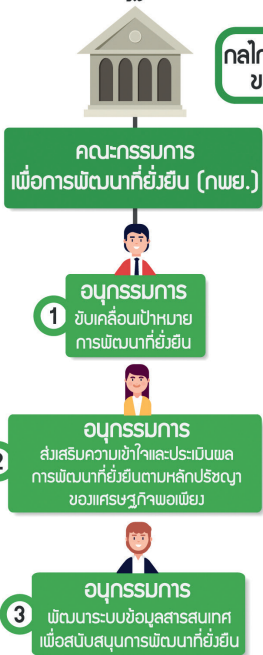 กลไก
ข
คณะกรรมการ
เพื่อการพัฒนาที่ยั่งยืน (กพย.)
1
อนุกรรมการ
ขับเคลื่อนเป้าหมาย
การพัฒนาที่ยั่งยืน
2
อนุกรรมการ
ส่งเสริมความเข้าใจและประเมินผล
การพัฒนาที่ยั่งยืนตามหลักปรัชญา
ของเศรษฐกิจพอเพียง
3
อนุกรรมการ
พัฒนาระบบข้อมูลสารสนเทศ
เพื่อสนับสนุนการพัฒนาที่ยั่งยืน